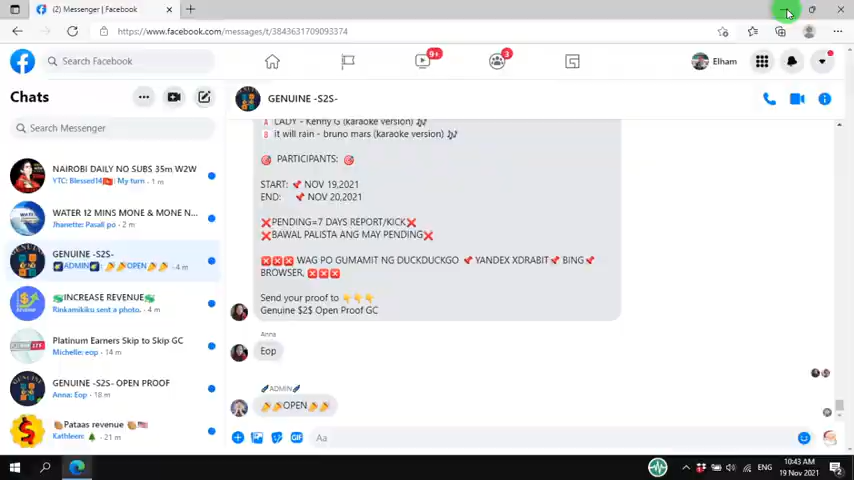 (2) Messenger | Facebook
https://www.facebook.com/messages/t/3843631709093374
Search Facebook
9+
3
Elham
Chats
GENUINE -S2S-
Search Messenger
A LADY - Kenny G (karaoke version)
B it will rain - bruno mars (karaoke version)
PARTICIPANTS:
START: NOV 19,2021
END: NOV 20,2021
PENDING=7 DAYS REPORT/KICK
BAWAL PALISTA ANG MAY PENDING
WAG PO GUMAMIT NG DUCKDUCKGO YANDEX XDRABIT BING
BROWSER,
Send your proof to
Genuine $2$ Open Proof GC
Anna
Eop
ADMIN
OPEN
Aa
NAIROBI DAILY NO SUBS 35m W2W
YTC: Blessed14 My turn · 1 m
WATER 12 MINS MONE & MONE N...
Jhanette: Pasali po · 2 m
GENUINE -S2S-
ADMIN: OPEN · 4 m
INCREASE REVENUE
Rinkamikiku sent a photo. · 4 m
Platinum Earners Skip to Skip GC
Michelle: eop · 14 m
GENUINE -S2S- OPEN PROOF
Anna: Eop · 18 m
Pataas revenue
Kathleen: · 21 m
ENG
10:43 AM
19 Nov 2021
2